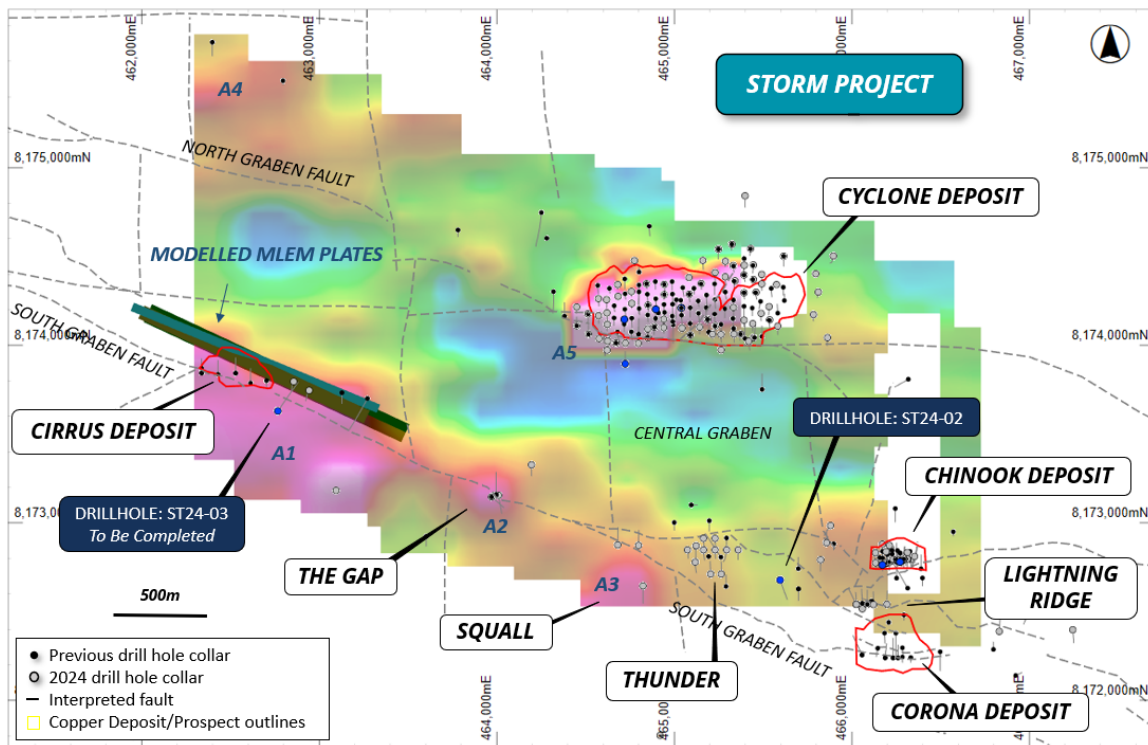 462,000mE
463,000mE
464,000mE
465,000mE
467,000mE
STORM PROJECT
A4
NORTH GRABEN FAULT
8,175,000mN
8,175,000mN
CYCLONE DEPOSIT
MODELLED MLEM PLATES
SOUTH GRABEN FAULT
8,174,000mN
8,174,000mN
A5
CIRRUS DEPOSIT
A1
CENTRAL GRABEN
DRILLHOLE: ST24-02
CHINOOK DEPOSIT
DRILLHOLE: ST24-03
To Be Completed
A2
8,173,000mN
8,173,000mN
THE GAP
A3
LIGHTNING
RIDGE
500m
SQUALL
SOUTH GRABEN FAULT
THUNDER
CORONA DEPOSIT
8,172,000mN
Previous drill hole collar
2024 drill hole collar
Interpreted fault
Copper Deposit/Prospect outlines
464,000mE
466,000mE